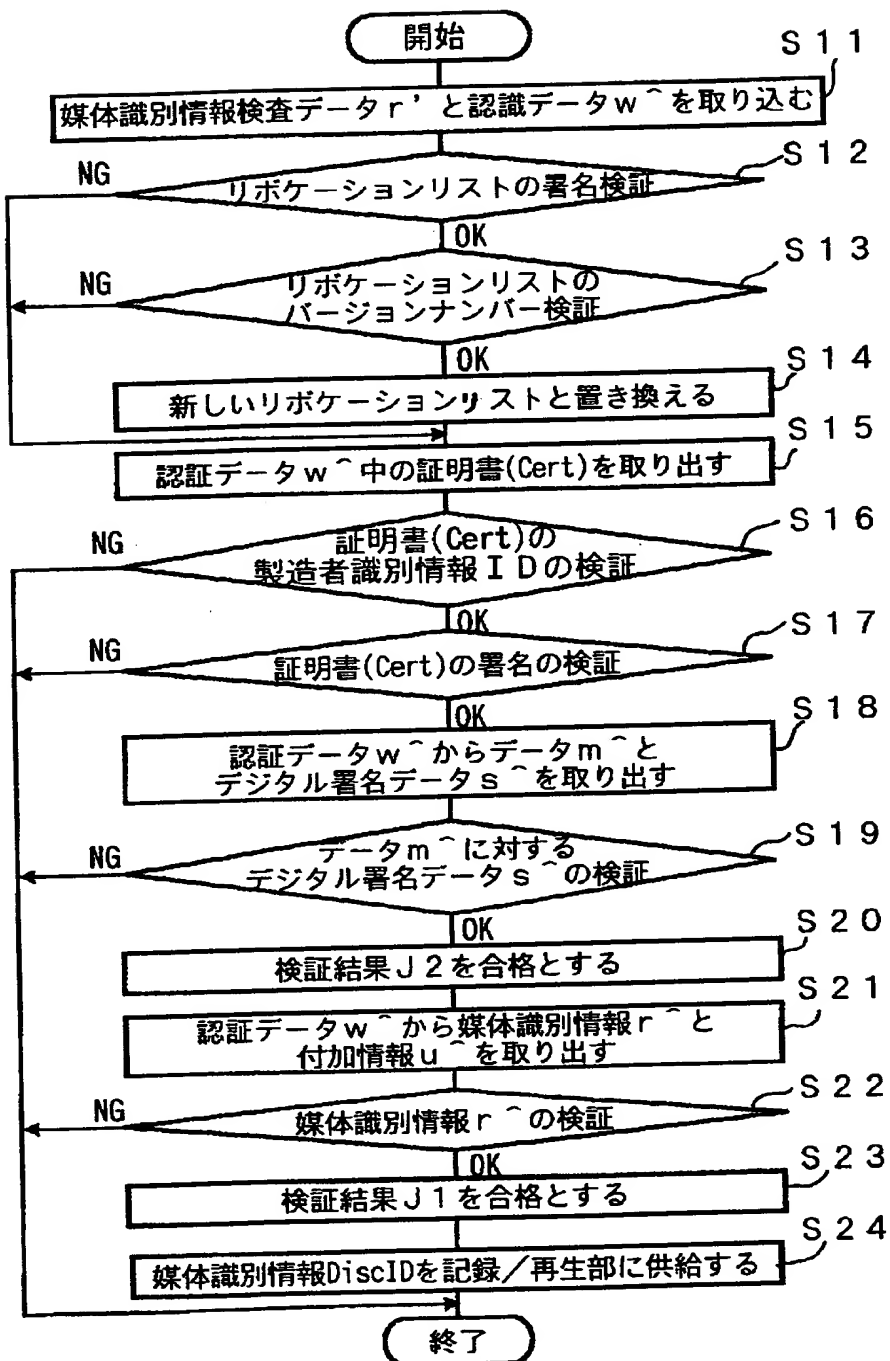 開始
S11
媒体識別情報検査データr'と認識データw^を取り込む
S12
NG
リボケーションリストの署名検証
OK
S13
NG
リボケーションリストの
バージョンナンバー検証
OK
S14
新しいリボケーションリストと置き換える
S15
認証データw^中の証明書(Cert)を取り出す
S16
NG
証明書(Cert)の
製造者識別情報IDの検証
OK
S17
NG
証明書(Cert)の署名の検証
OK
S18
認証データw^からデータm^と
デジタル署名データs^を取り出す
S19
NG
データm^に対する
デジタル署名データs^の検証
OK
S20
検証結果J2を合格とする
S21
認証データw^から媒体識別情報r^と
付加情報u^を取り出す
S22
NG
媒体識別情報r^の検証
OK
S23
検証結果J1を合格とする
S24
媒体識別情報DiscIDを記録/再生部に供給する
終了